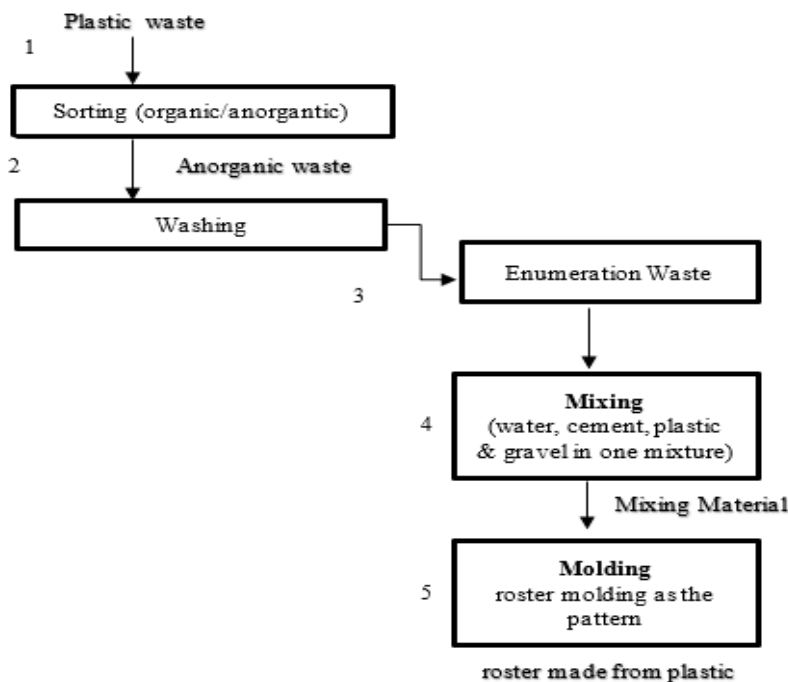 Plastic waste
1
Sorting (organic/anorgantic)
2
Anorganic waste
Washing
3
Enumeration Waste
4
Mixing
(water, cement, plastic
& gravel in one mixture)
Mixing Material
5
Molding
roster molding as the
pattern
roster made from plastic